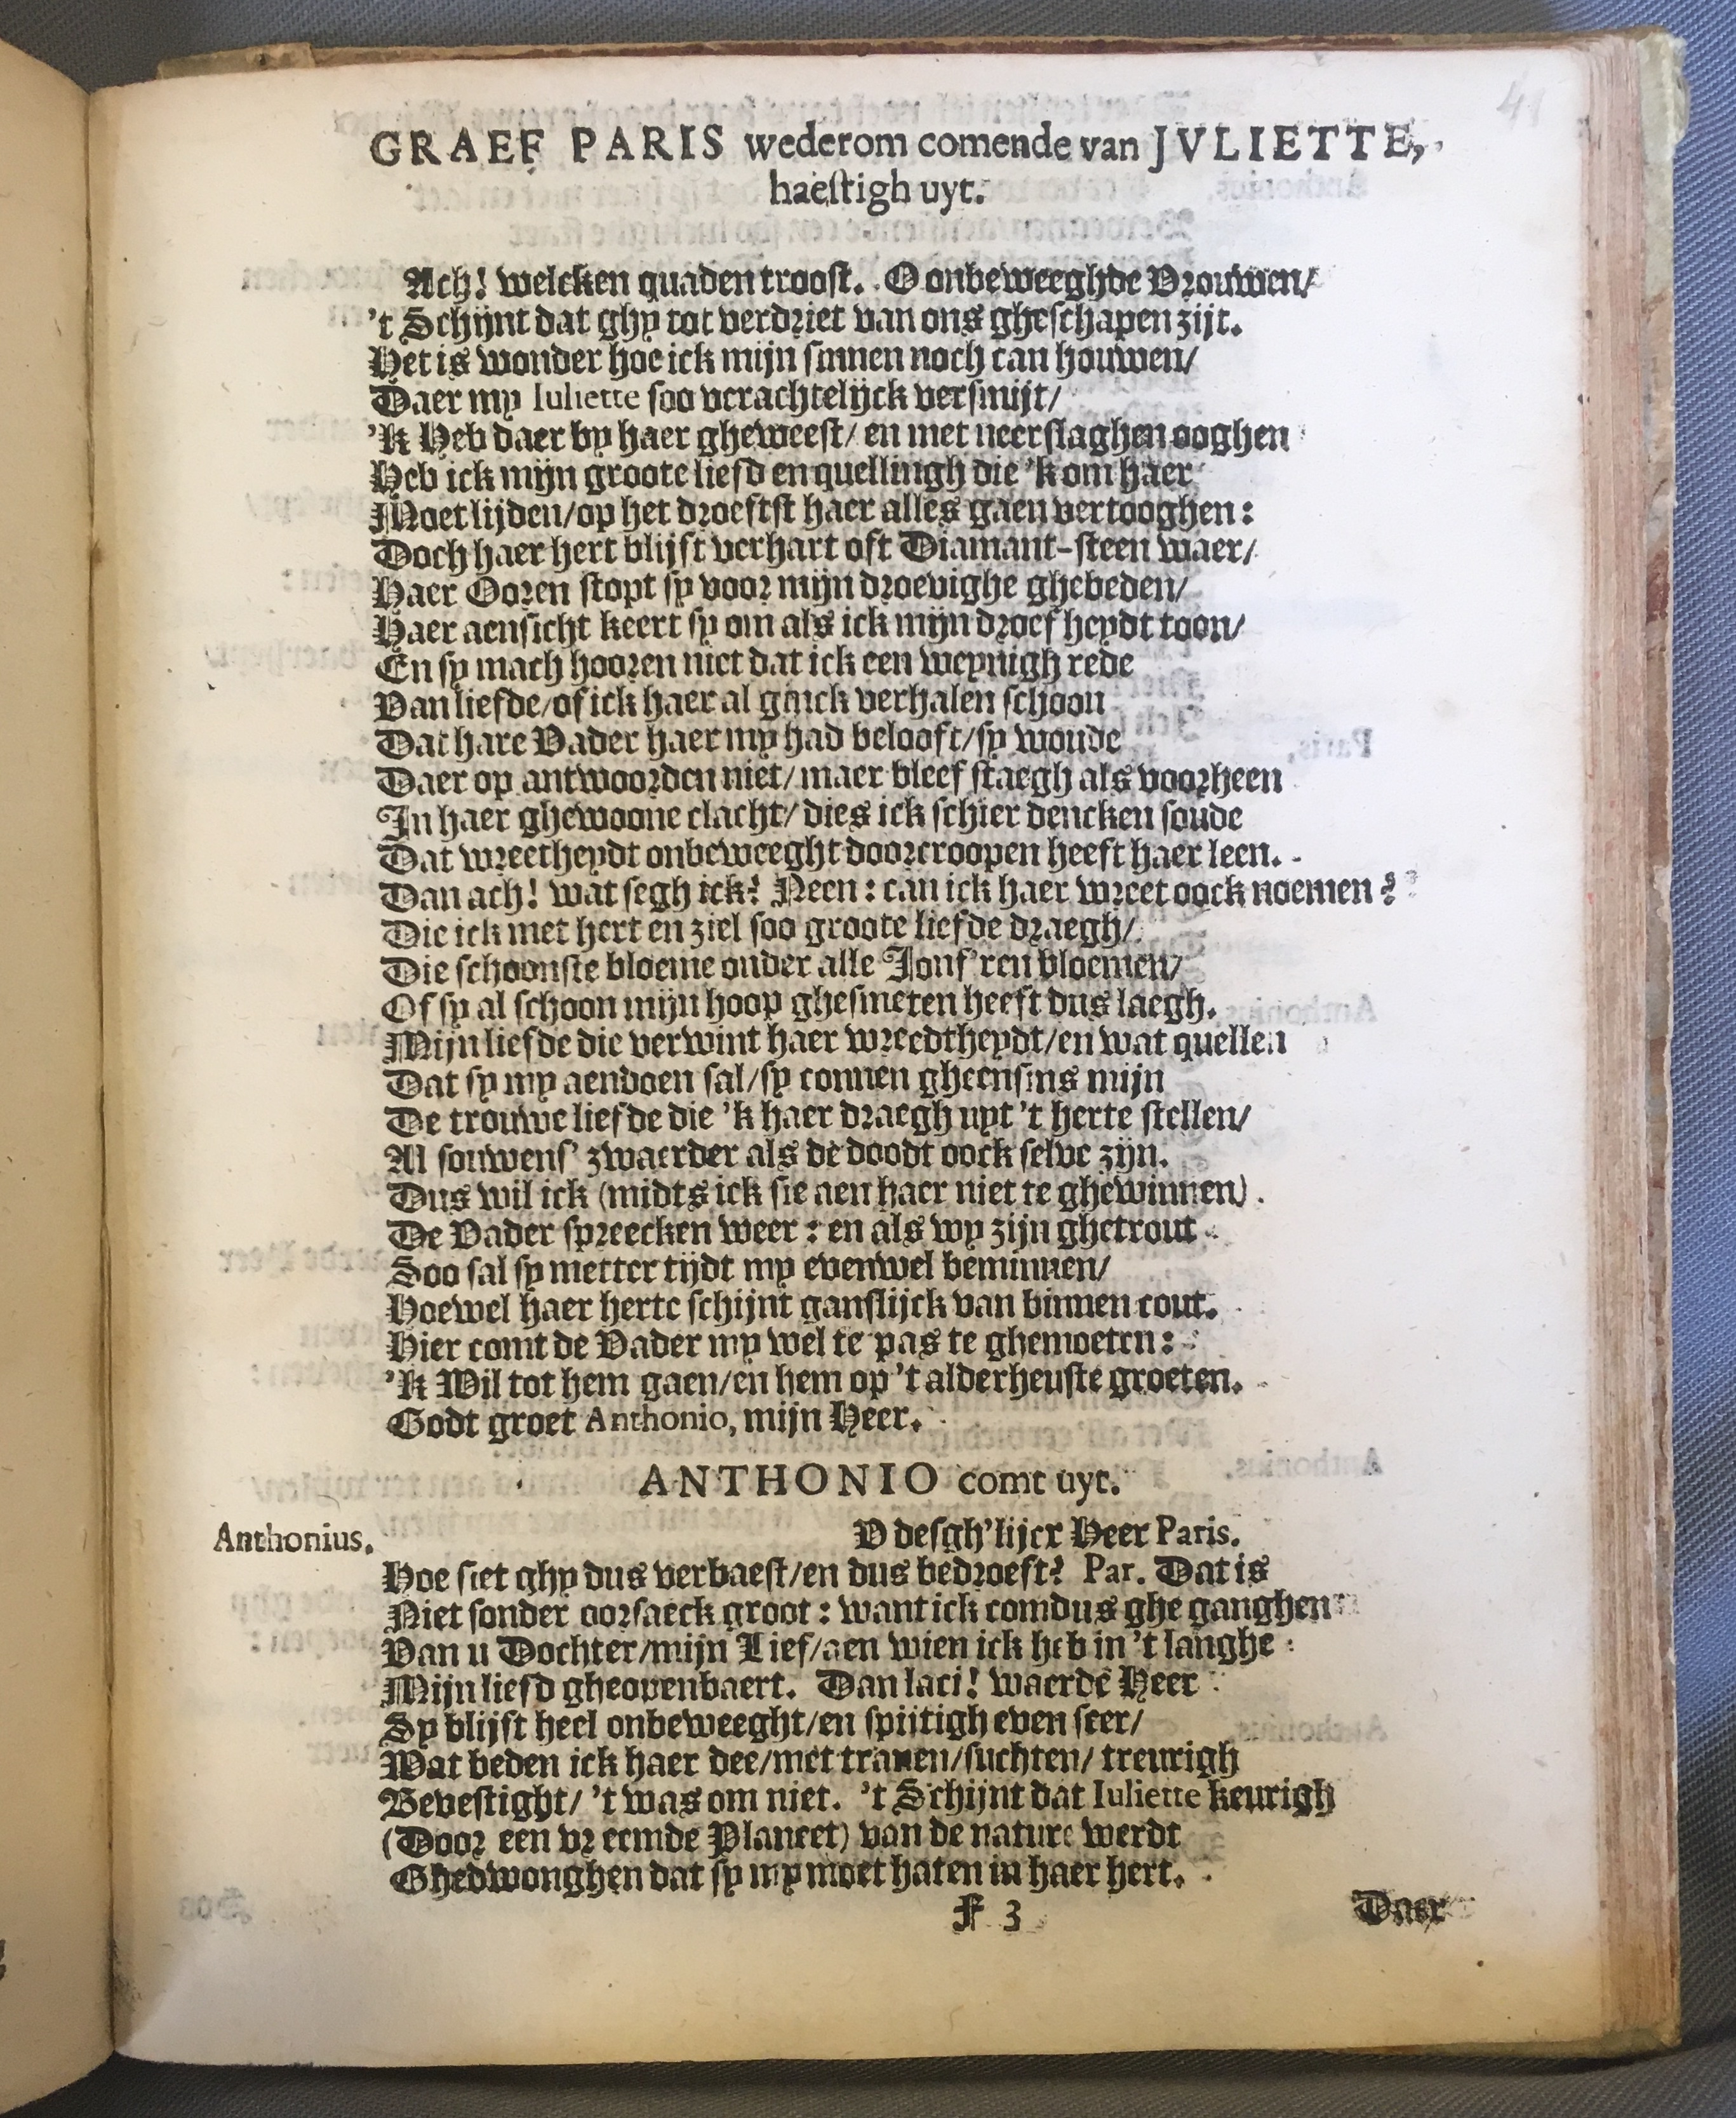 41
GRAEF PARIS wederom comende van JVLIETTE,
haestigh uyt.
Ach! welcken quaden troost. O onbeweeghde Vrouwen/
't Schijnt dat ghy tot verdriet van ons gheschapen zijt.
Het is wonder hoe ick mijn sinnen noch can houwen/
Daer my Iuliette soo verachtelijck versmijt/
'K Heb daer by haer gheweest/ en met neerslaghen ooghen
Heb ick mijn groote liefd en quellingh die 'k om haer
Moet lijden/op het droeftst haer alles gaen vertooghen:
Doch haer hert blijft verhart oft Diamant-steen waer/
Haer Ooren stopt sy voor mijn droevighe ghebeden/
Haer aensicht keert sy om als ick mijn droefheydt toon/
En sy mach hooren niet dat ick een weynigh rede
Van liefde/of ick haer al ginck verhalen schoon
Dat hare Vader haer my had belooft/sy woude
Daer op antwoorden niet/maer bleef staegh als voorheen
In haer ghewoone clacht/ dies ick schier dencken soude
Dat wreetheydt onbeweeght doorcroopen heeft haer leen.
Dan ach! wat segh ick? Neen: can ick haer wreet oock noemen?
Die ick met hert en ziel soo groote liefde draegh/
Die schoonste bloeme onder alle Jonf'ren bloemen/
Of sy al schoon mijn hoop ghesmeten heeft dus laegh.
Mijn liefde die verwint haer wreedtheydt/en wat quellen
Dat sy my aendoen sal/sy connen gheensins mijn
De trouwe liefde die 'k haer draegh uyt 't herte stellen/
Al souwens' zwaerder als de doodt oock selve zijn.
Dus wil ick (midts ick sie aen haer niet te ghewinnen)
De Vader spreecken weer: en als wy zijn ghetrout
Soo sal sy metter tijdt my evenwel beminnen/
Hoewel haer herte schijnt ganslijck van binnen cout.
Hier comt de Vader my wel te pas te ghemoeten:
'K Wil tot hem gaen/en hem op 't alderheuste groeten.
Godt groet Anthonio, mijn Heer.
ANTHONIO comt uyt.
Anthonius. V desgh'lijcx Heer Paris.
Hoe siet ghy dus verbaest/en dus bedroeft? Par. Dat is
Niet sonder oorsaeck groot: want ick com dus ghe ganghen
Van u Dochter/mijn Lief/aen wien ick heb in 't langhe
Mijn liefd gheopenbaert. Dan laci! waerde Heer
Sy blijft heel onbeweeght/en spijtigh even seer/
Wat beden ick haer dee/met tranen/suchten/ treurigh
Bevestight/ 't was om niet. 't Schijnt dat Iuliette keurigh
(Door een vreemde Planeet) van de nature werdt
Ghedwonghen dat sy my moet haten in haer hert.
F 3
Daer